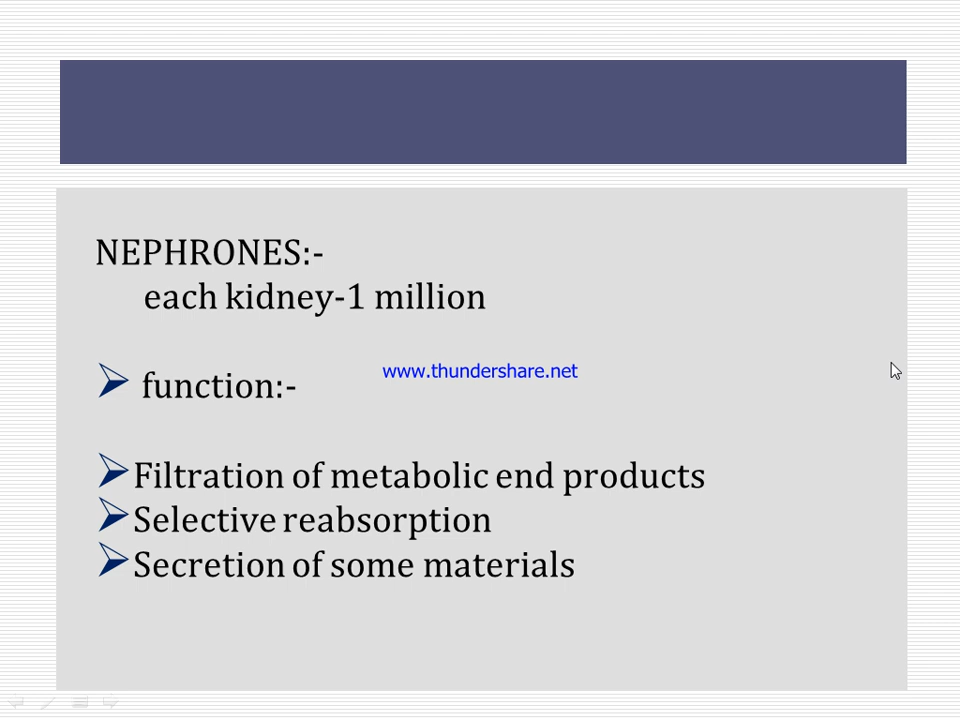 NEPHRONES:-
each kidney-1 million
www.thundershare.net
function:-
Filtration of metabolic end products
Selective reabsorption
Secretion of some materials